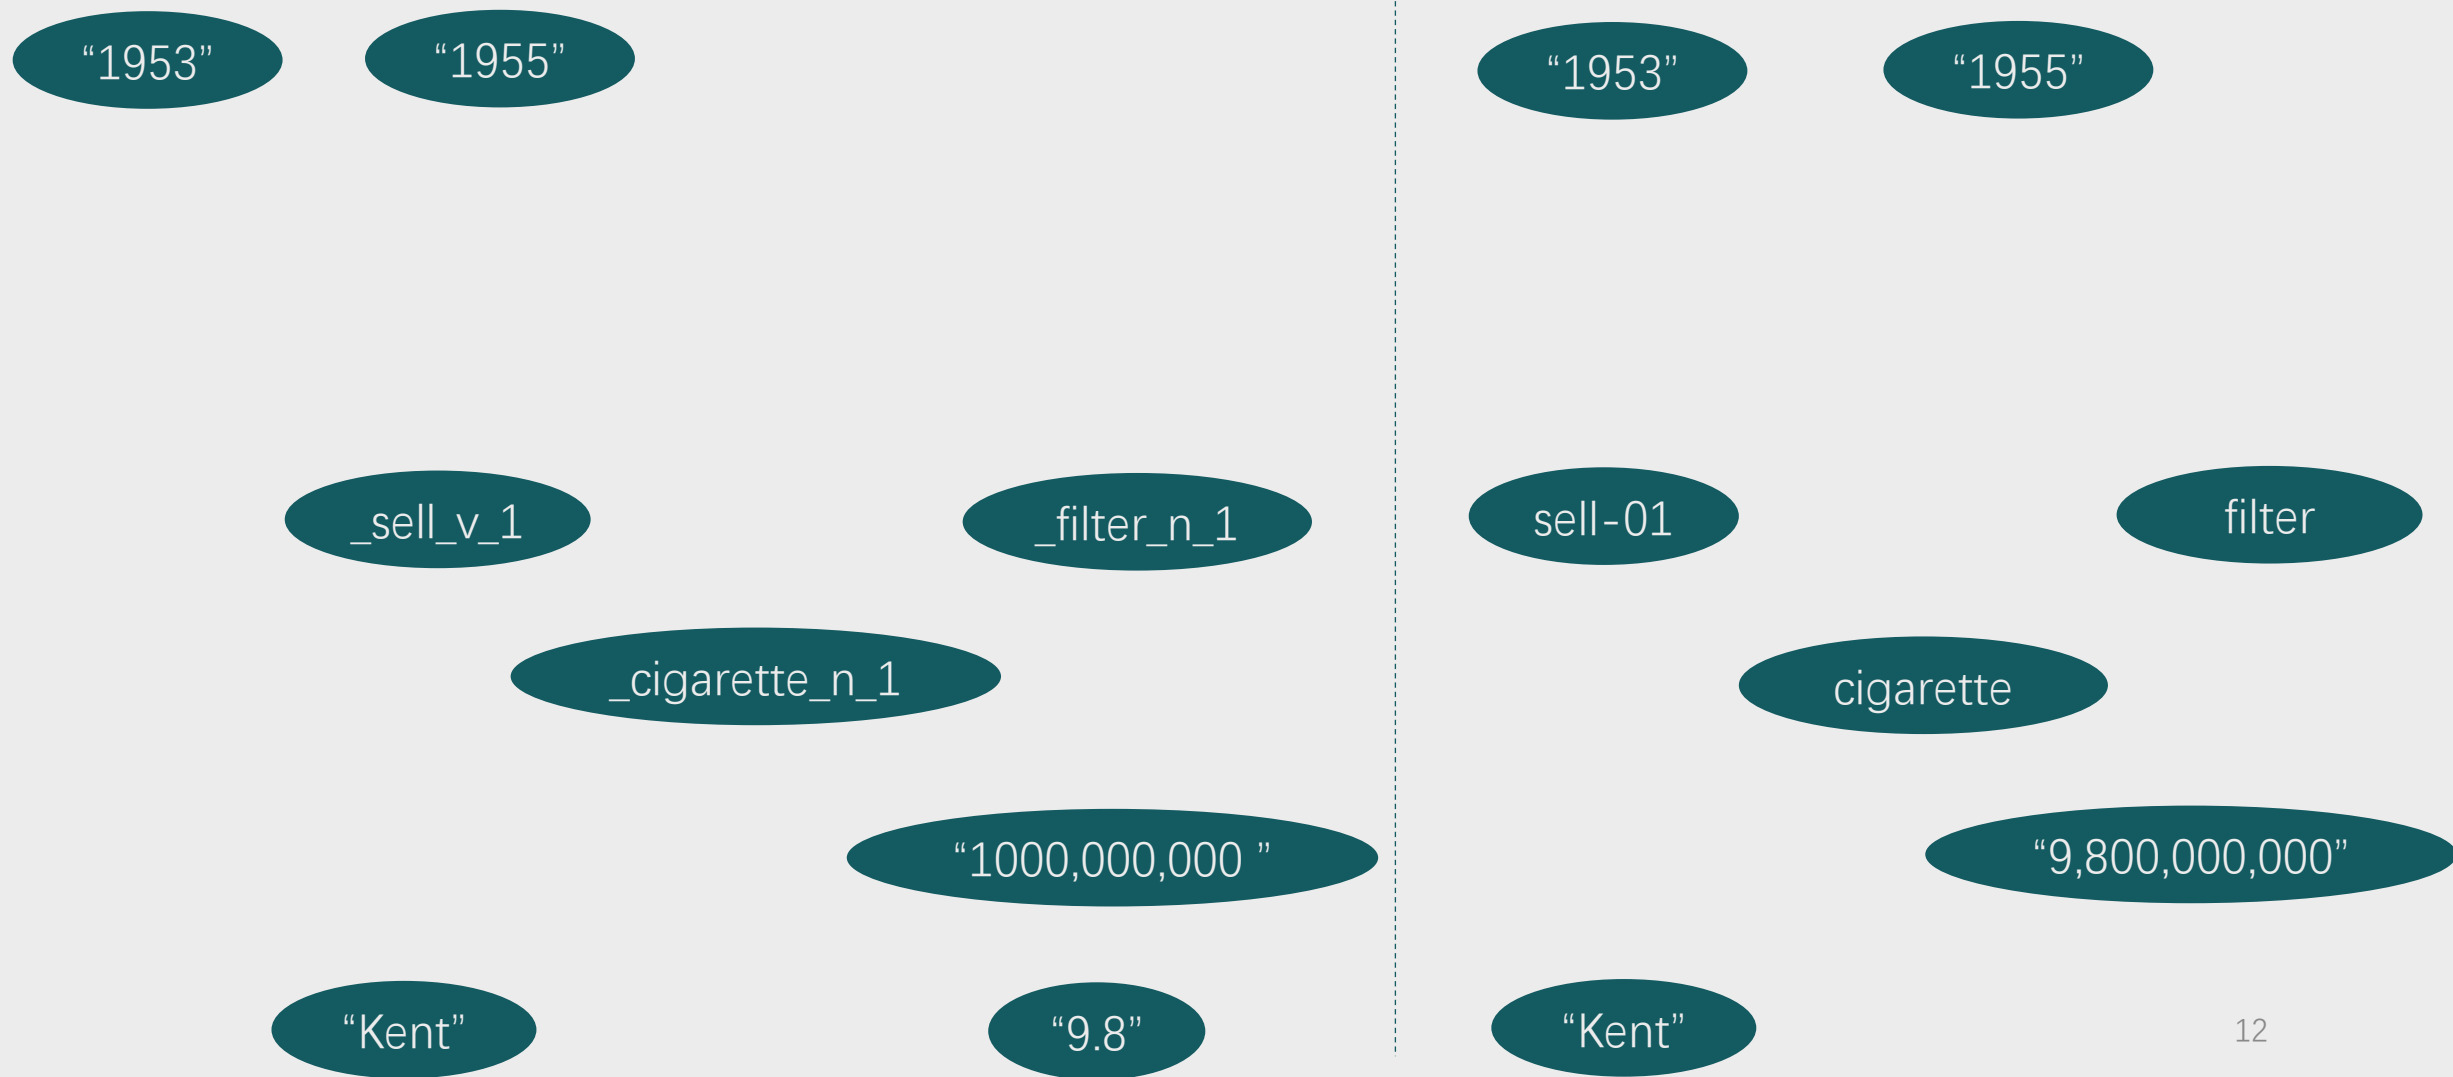 “1953”
“1955”
_sell_v_1
_filter_n_1
_cigarette_n_1
“1000,000,000 ”
“Kent”
“9.8”
“1953”
“1955”
sell-01
filter
cigarette
“9,800,000,000”
“Kent”
12